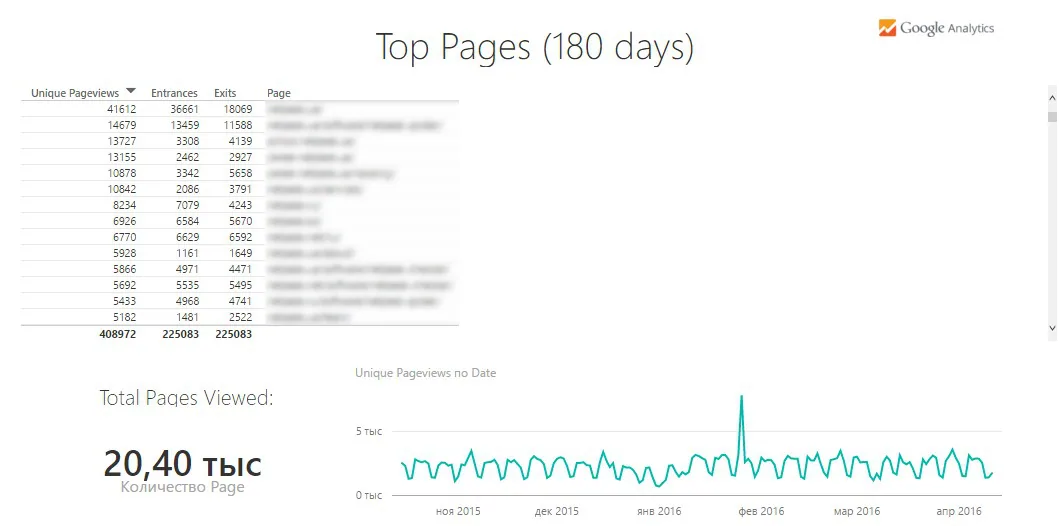 Google Analytics
Top Pages (180 days)
Unique Pageviews Entrances Exits Page
41612 36661 18069
14679 13459 11588
13727 3308 4139
13155 2462 2927
10878 3342 5658
10842 2086 3791
8234 7079 4243
6926 6584 5670
6770 6629 6592
5928 1161 1649
5866 4971 4471
5692 5535 5495
5433 4968 4741
5182 1481 2522
408972 225083 225083
Total Pages Viewed:
20,40 тыс
Количество Page
Unique Pageviews по Date
5 тыс
0 тыс
ноя 2015 дек 2015 янв 2016 фев 2016 мар 2016 апр 2016